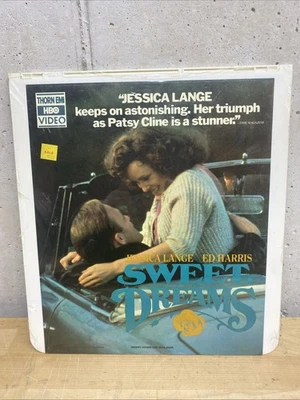 THORN EMI
HBO
VIDEO
“JESSICA LANGE
keeps on astonishing. Her triumph
as Patsy Cline is a stunner.”
JESSICA LANGE ED HARRIS
SWEET
DREAMS